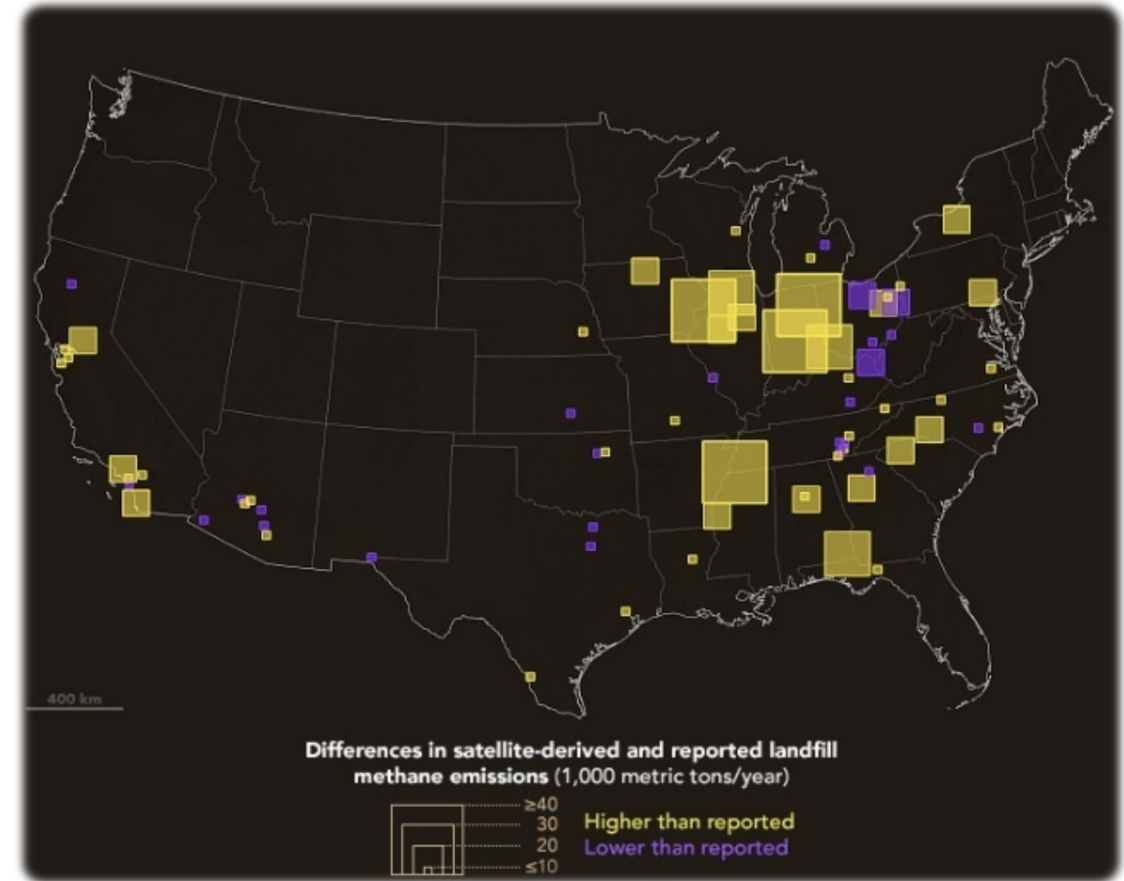 400 km
Differences in satellite-derived and reported landfill
methane emissions (1,000 metric tons/year)
≥40
30
20
≤10
Higher than reported
Lower than reported